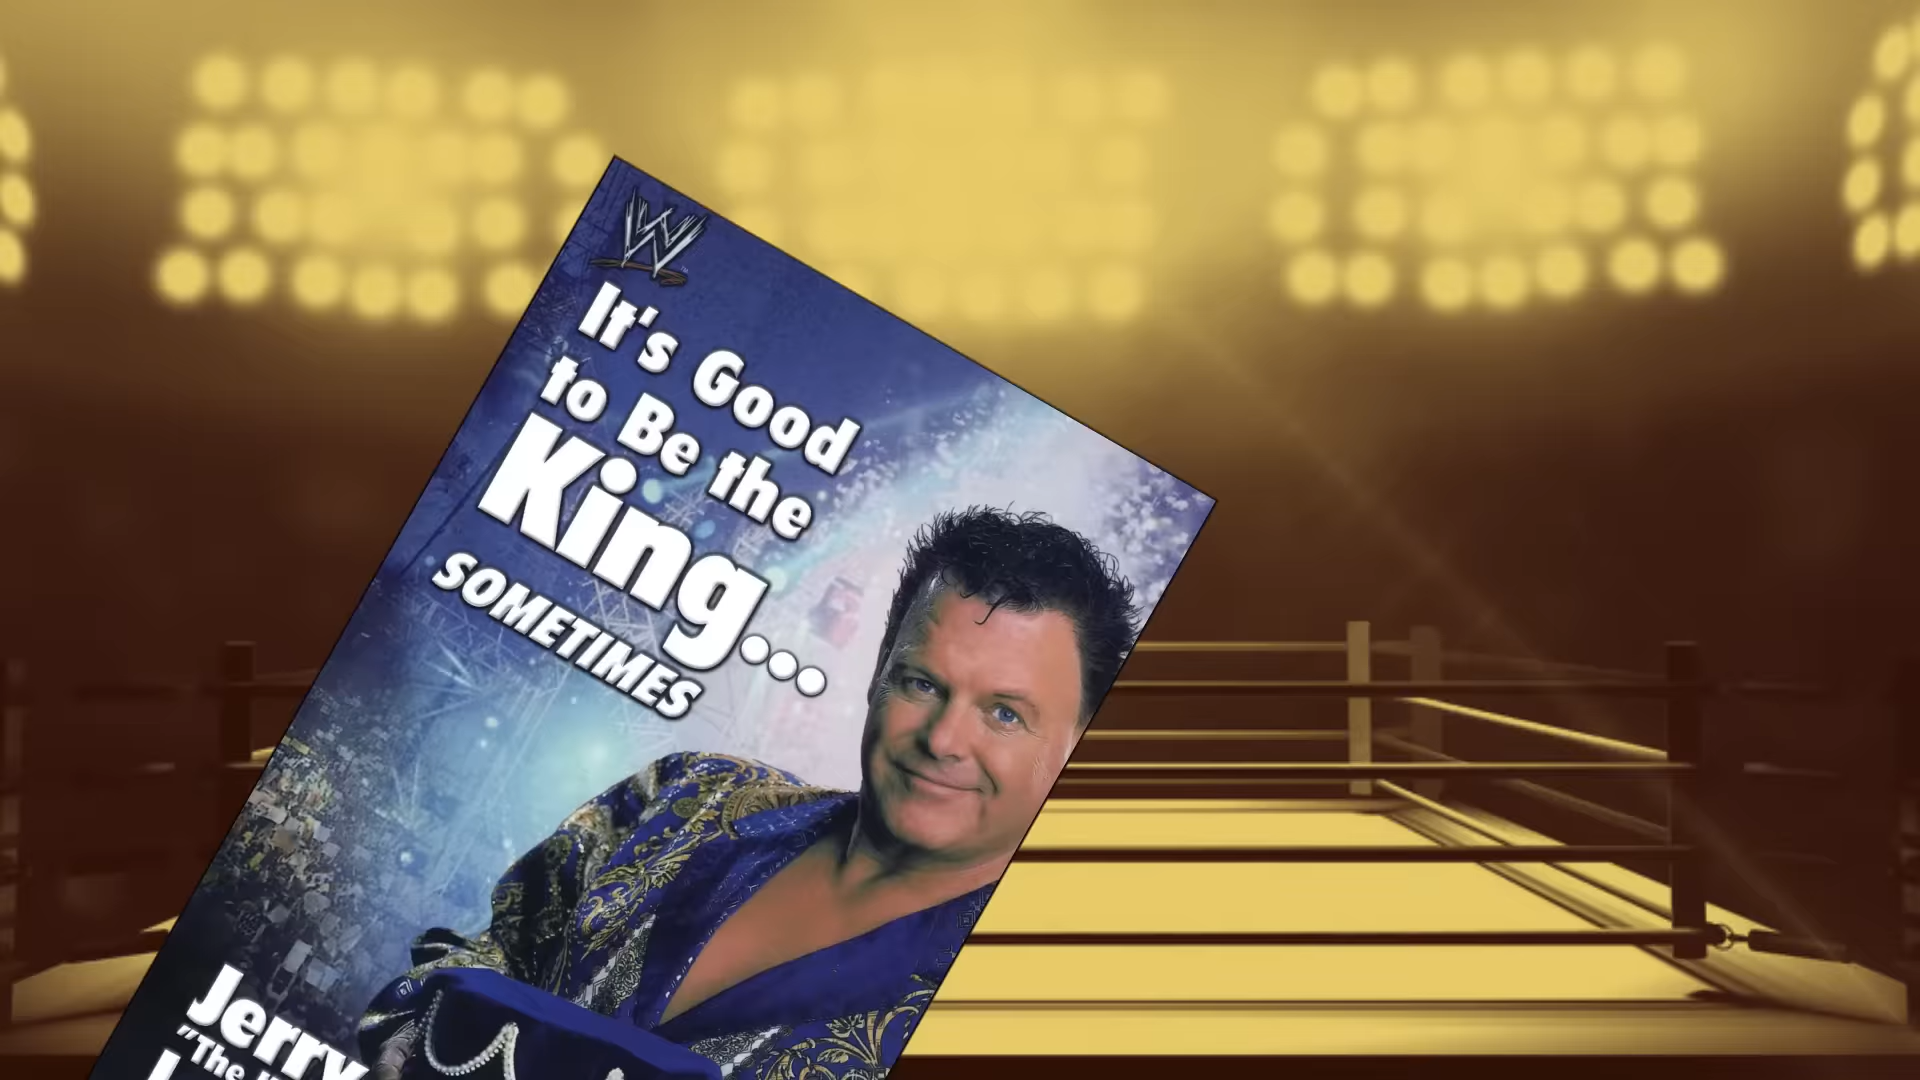 It's Good
to Be the
King...
SOMETIMES
Jerry
"The